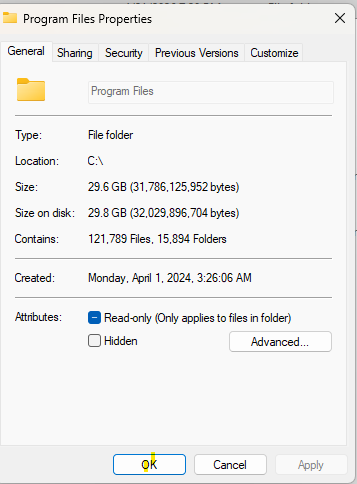 Program Files Properties
General Sharing Security Previous Versions Customize
Program Files
Type: File folder
Location: C:\
Size: 29.6 GB (31,786,125,952 bytes)
Size on disk: 29.8 GB (32,029,896,704 bytes)
Contains: 121,789 Files, 15,894 Folders
Created: Monday, April 1, 2024, 3:26:06 AM
Attributes: Read-only (Only applies to files in folder)
Hidden Advanced...
OK Cancel Apply